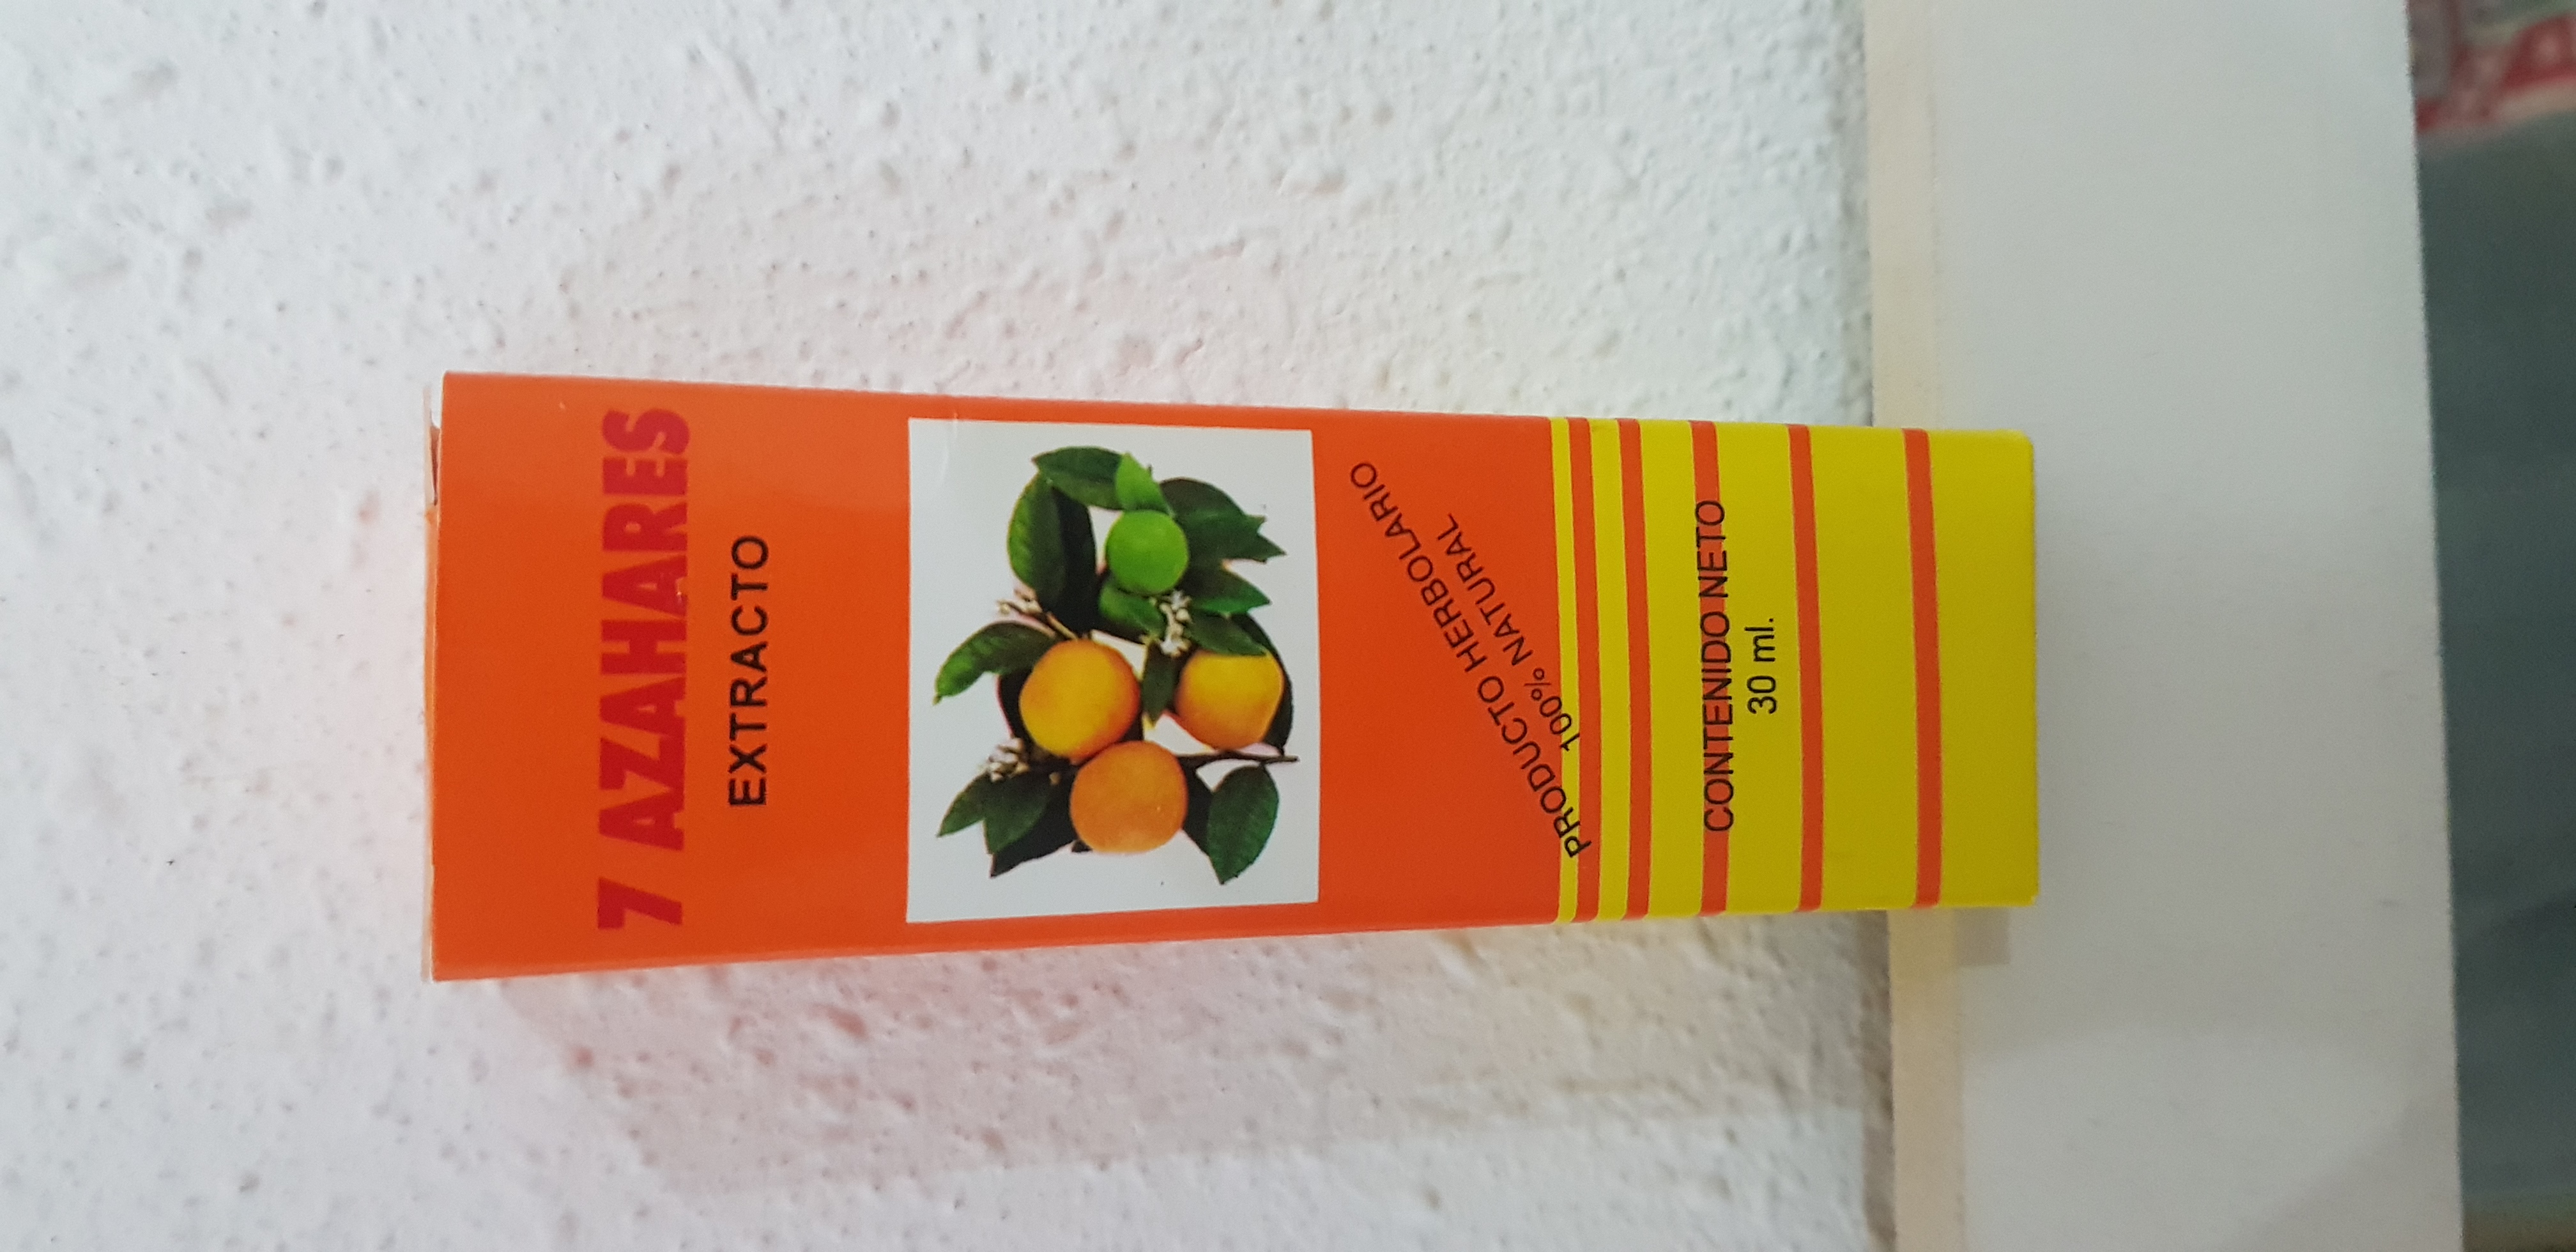 7 AZAHARES
EXTRACTO
PRODUCTO HERBOLARIO
100% NATURAL
CONTENIDO NETO
30 ml.